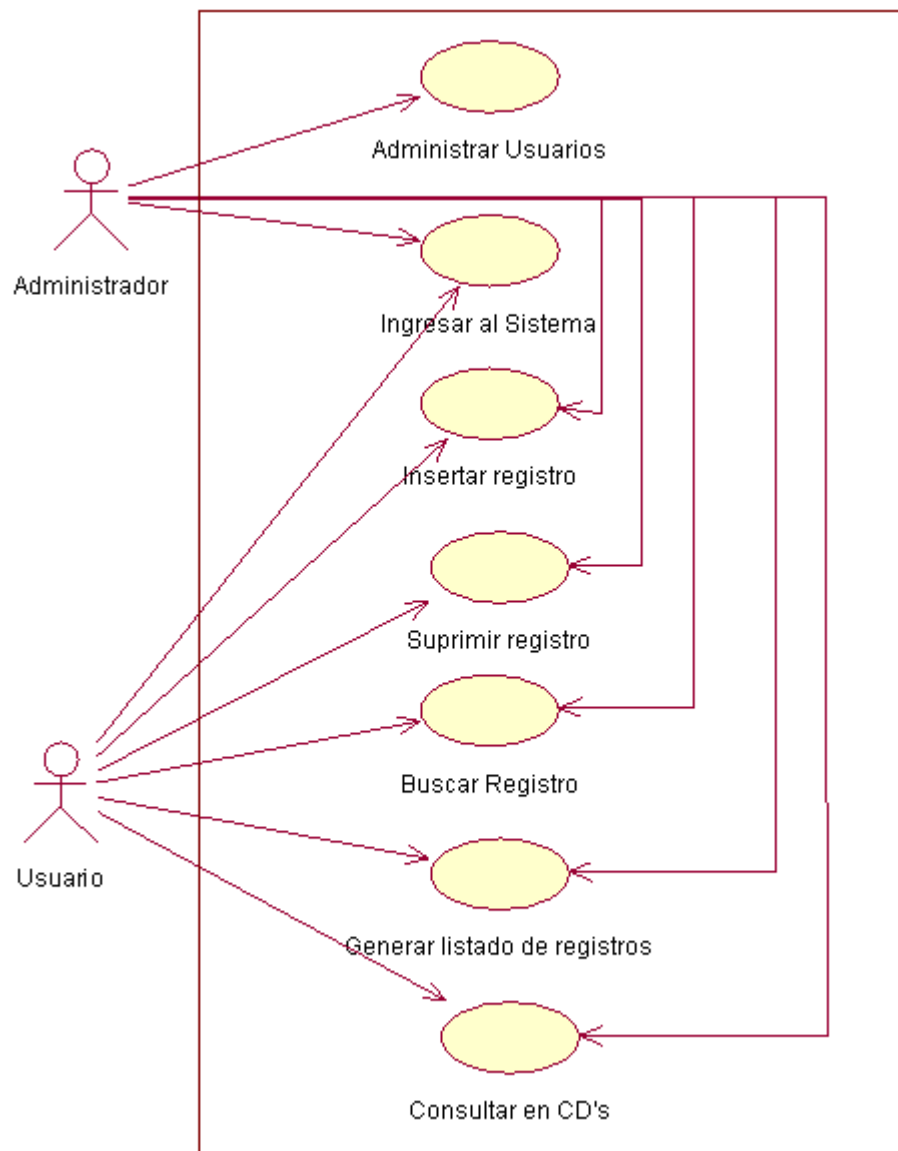 Administrar Usuarios
Administrador
Ingresar al Sistema
Insertar registro
Suprimir registro
Buscar Registro
Usuario
Generar listado de registros
Consultar en CD's